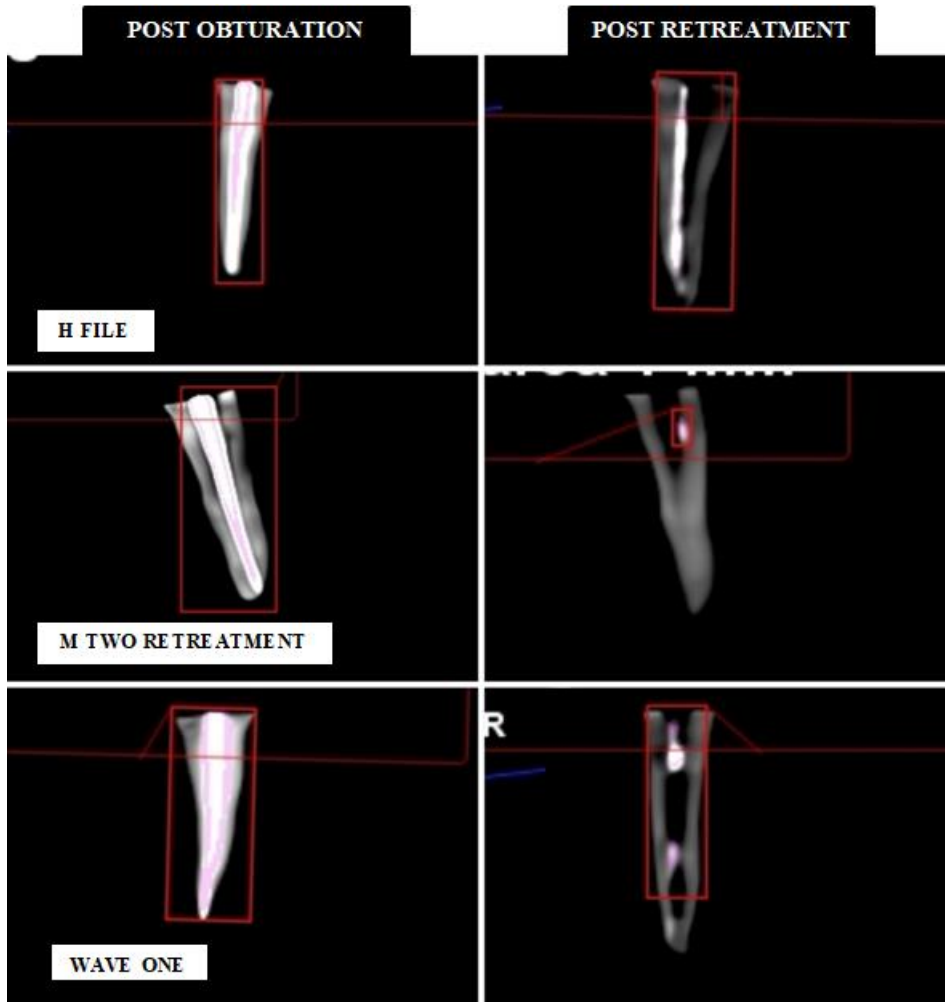 POST OBTURATION
POST RETREATMENT
H FILE
M TWO RETREATMENT
R
WAVE ONE